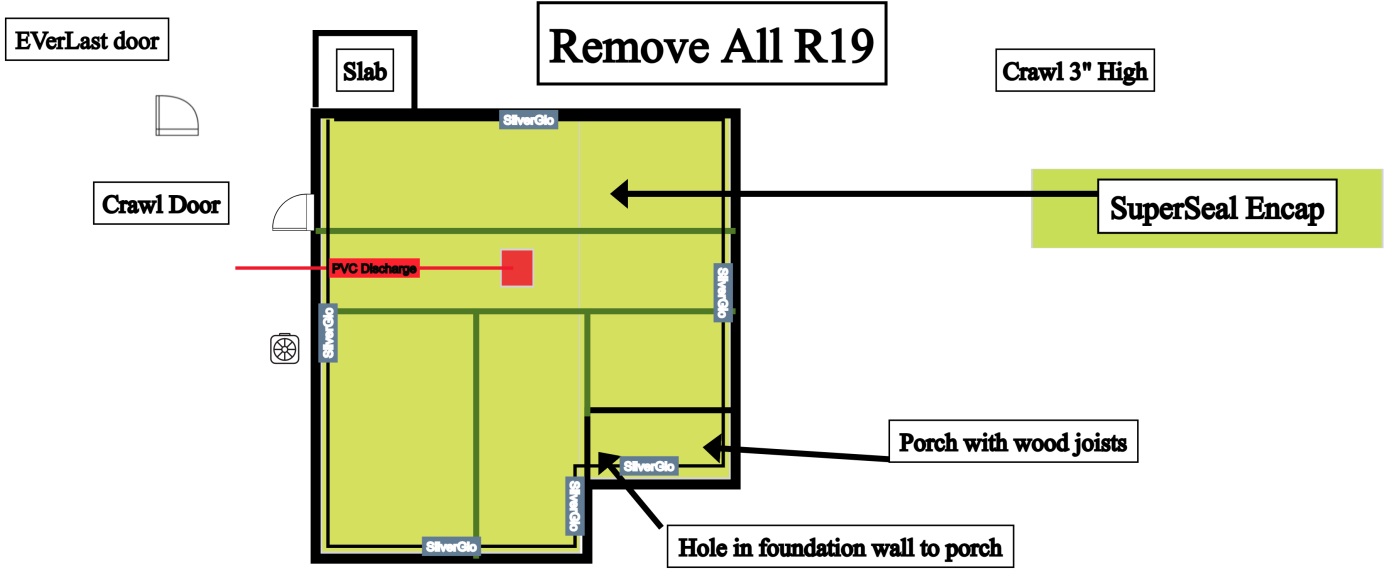 EVerLast door
Remove All R19
Slab
Crawl 3" High
SilverGlo
Crawl Door
SuperSeal Encap
PVC Discharge
SilverGlo
SilverGlo
Porch with wood joists
SilverGlo
SilverGlo
SilverGlo
Hole in foundation wall to porch